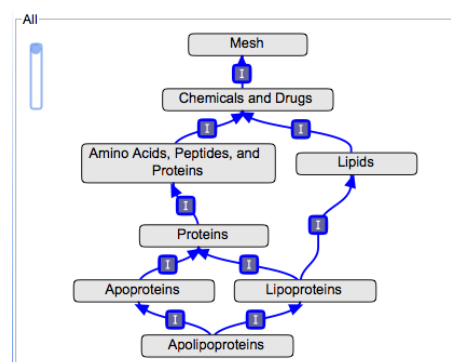 All
Mesh
I
Chemicals and Drugs
I
I
Amino Acids, Peptides, and
Proteins
Lipids
I
I
Proteins
I
I
Apoproteins
Lipoproteins
I
I
Apolipoproteins